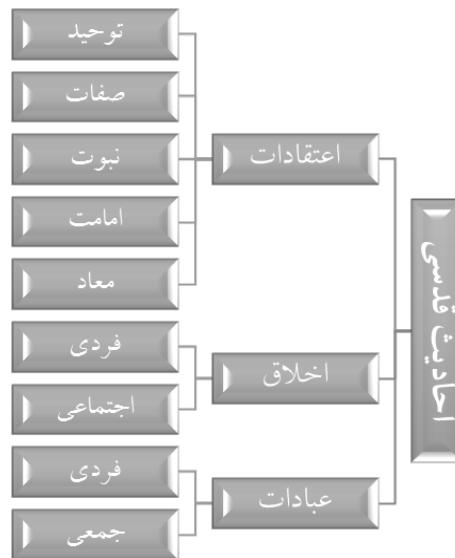 احادیث قدسی
اعتقادات
توحید
صفات
نبوت
امامت
معاد
اخلاق
فردی
اجتماعی
عبادات
فردی
جمعی